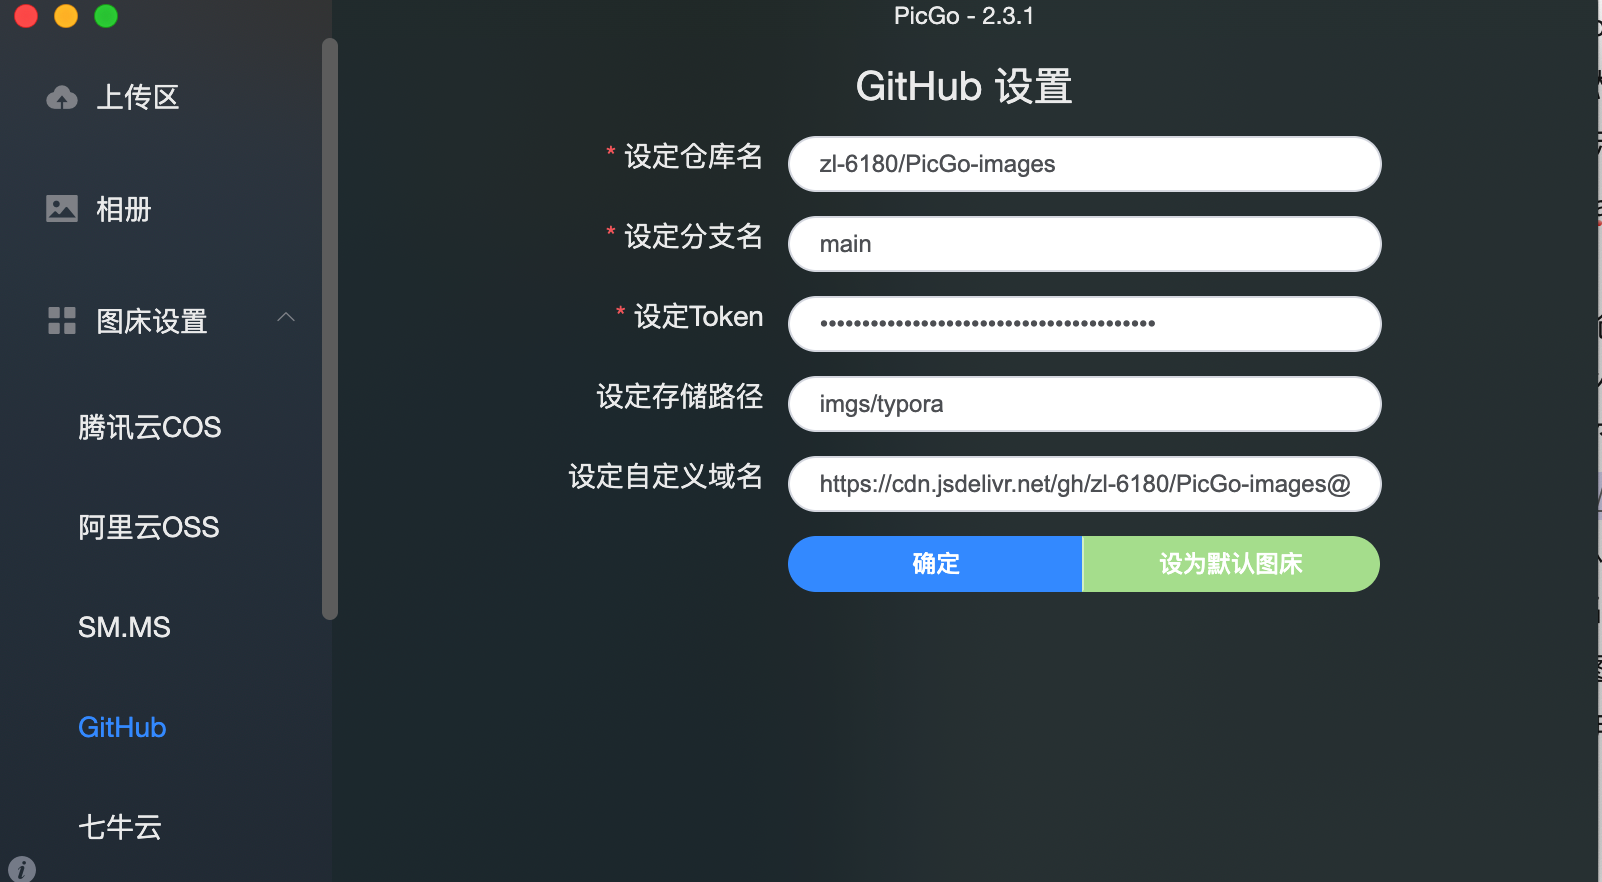 PicGo - 2.3.1
上传区
相册
图床设置
腾讯云COS
阿里云OSS
SM.MS
GitHub
七牛云
GitHub 设置
* 设定仓库名
zl-6180/PicGo-images
* 设定分支名
main
* 设定Token
••••••••••••••••••••••••••••••••••••••••
设定存储路径
imgs/typora
设定自定义域名
https://cdn.jsdelivr.net/gh/zl-6180/PicGo-images@
确定
设为默认图床